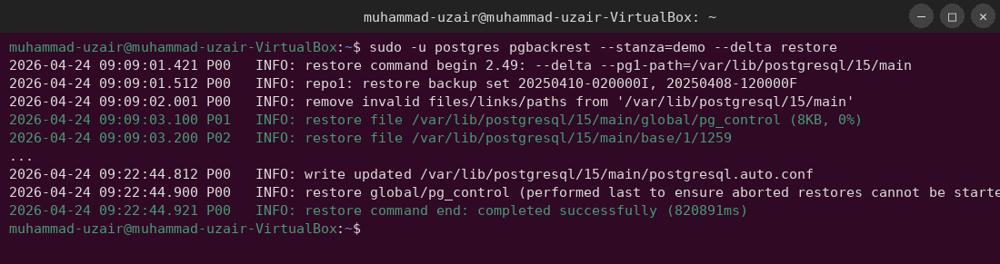 muhammad-uzair@muhammad-uzair-VirtualBox: ~
muhammad-uzair@muhammad-uzair-VirtualBox:~$ sudo -u postgres pgbackrest --stanza=demo --delta restore
2026-04-24 09:09:01.421 P00   INFO: restore command begin 2.49: --delta --pg1-path=/var/lib/postgresql/15/main
2026-04-24 09:09:01.512 P00   INFO: repo1: restore backup set 20250410-020000I, 20250408-120000F
2026-04-24 09:09:02.001 P00   INFO: remove invalid files/links/paths from '/var/lib/postgresql/15/main'
2026-04-24 09:09:03.100 P01   INFO: restore file /var/lib/postgresql/15/main/global/pg_control (8KB, 0%)
2026-04-24 09:09:03.200 P02   INFO: restore file /var/lib/postgresql/15/main/base/1/1259
...
2026-04-24 09:22:44.812 P00   INFO: write updated /var/lib/postgresql/15/main/postgresql.auto.conf
2026-04-24 09:22:44.900 P00   INFO: restore global/pg_control (performed last to ensure aborted restores cannot be starte
2026-04-24 09:22:44.921 P00   INFO: restore command end: completed successfully (820891ms)
muhammad-uzair@muhammad-uzair-VirtualBox:~$